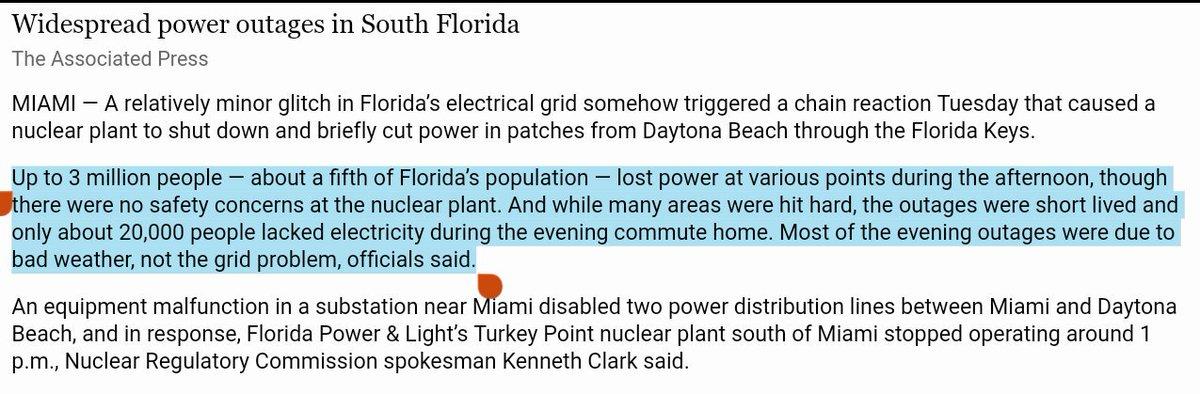 Widespread power outages in South Florida
The Associated Press
MIAMI — A relatively minor glitch in Florida’s electrical grid somehow triggered a chain reaction Tuesday that caused a
nuclear plant to shut down and briefly cut power in patches from Daytona Beach through the Florida Keys.
Up to 3 million people — about a fifth of Florida’s population — lost power at various points during the afternoon, though
there were no safety concerns at the nuclear plant. And while many areas were hit hard, the outages were short lived and
only about 20,000 people lacked electricity during the evening commute home. Most of the evening outages were due to
bad weather, not the grid problem, officials said.
An equipment malfunction in a substation near Miami disabled two power distribution lines between Miami and Daytona
Beach, and in response, Florida Power & Light’s Turkey Point nuclear plant south of Miami stopped operating around 1
p.m., Nuclear Regulatory Commission spokesman Kenneth Clark said.